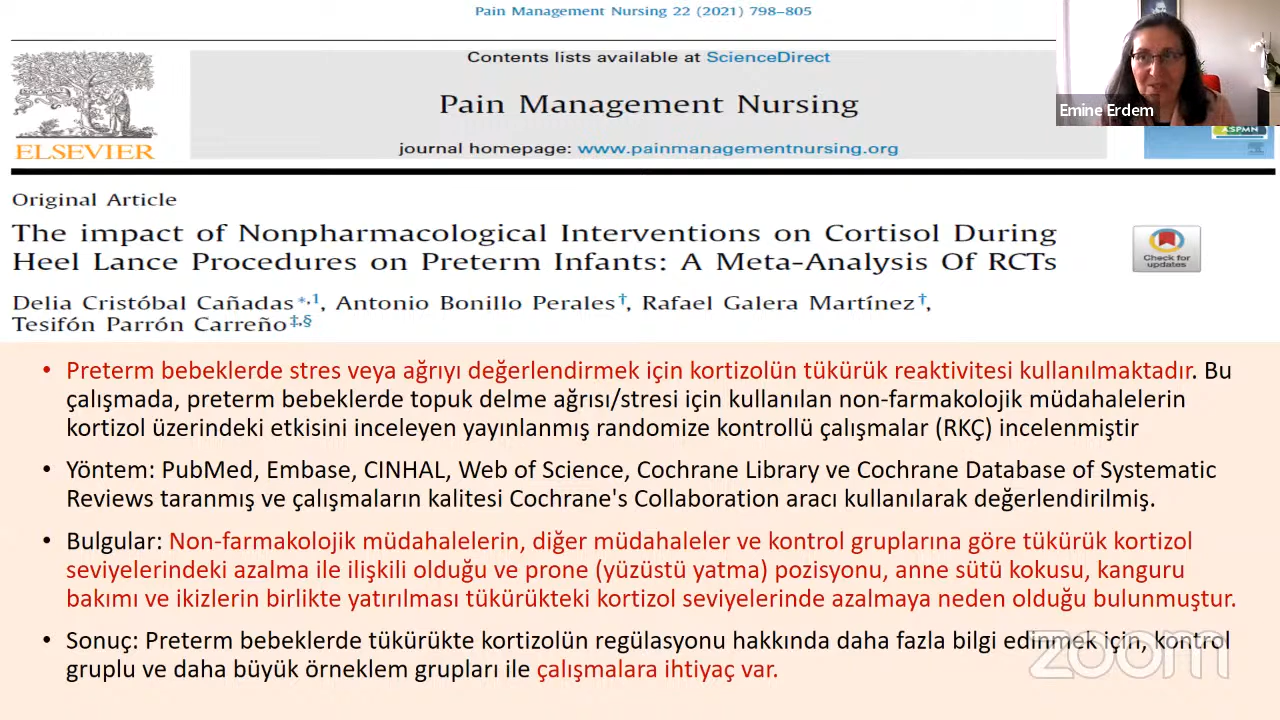 Pain Management Nursing 22 (2021) 798–805
Contents lists available at ScienceDirect
Pain Management Nursing
journal homepage: www.painmanagementnursing.org
ELSEVIER
Emine Erdem
ASPMN
Original Article
The impact of Nonpharmacological Interventions on Cortisol During
Heel Lance Procedures on Preterm Infants: A Meta-Analysis Of RCTs
Check for
updates
Delia Cristóbal Cañadas *,1, Antonio Bonillo Perales †, Rafael Galera Martínez †,
Tesifón Parrón Carreño ‡,§
• Preterm bebeklerde stres veya ağrıyı değerlendirmek için kortizolün tükürük reaktivitesi kullanılmaktadır. Bu
çalışmada, preterm bebeklerde topuk delme ağrısı/stresi için kullanılan non-farmakolojik müdahalelerin
kortizol üzerindeki etkisini inceleyen yayınlanmış randomize kontrollü çalışmalar (RKÇ) incelenmiştir
• Yöntem: PubMed, Embase, CINHAL, Web of Science, Cochrane Library ve Cochrane Database of Systematic
Reviews taranmış ve çalışmaların kalitesi Cochrane's Collaboration aracı kullanılarak değerlendirilmiş.
• Bulgular: Non-farmakolojik müdahalelerin, diğer müdahaleler ve kontrol gruplarına göre tükürük kortizol
seviyelerindeki azalma ile ilişkili olduğu ve prone (yüzüstü yatma) pozisyonu, anne sütü kokusu, kanguru
bakımı ve ikizlerin birlikte yatırılması tükürükteki kortizol seviyelerinde azalmaya neden olduğu bulunmuştur.
• Sonuç: Preterm bebeklerde tükürükte kortizolün regülasyonu hakkında daha fazla bilgi edinmek için, kontrol
gruplu ve daha büyük örneklem grupları ile çalışmalara ihtiyaç var.
zoom